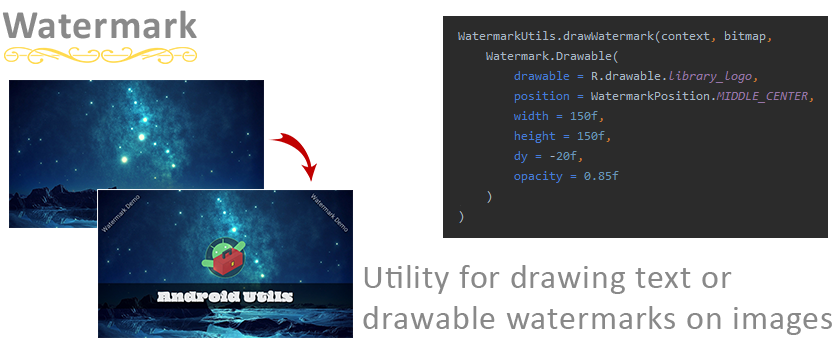 Watermark
WatermarkUtils.drawWatermark(context, bitmap,
    Watermark.Drawable(
        drawable = R.drawable.library_logo,
        position = WatermarkPosition.MIDDLE_CENTER,
        width = 150f,
        height = 150f,
        dy = -20f,
        opacity = 0.85f
    )
)
Watermark Demo
Watermark Demo
Android Utils
Utility for drawing text or
drawable watermarks on images